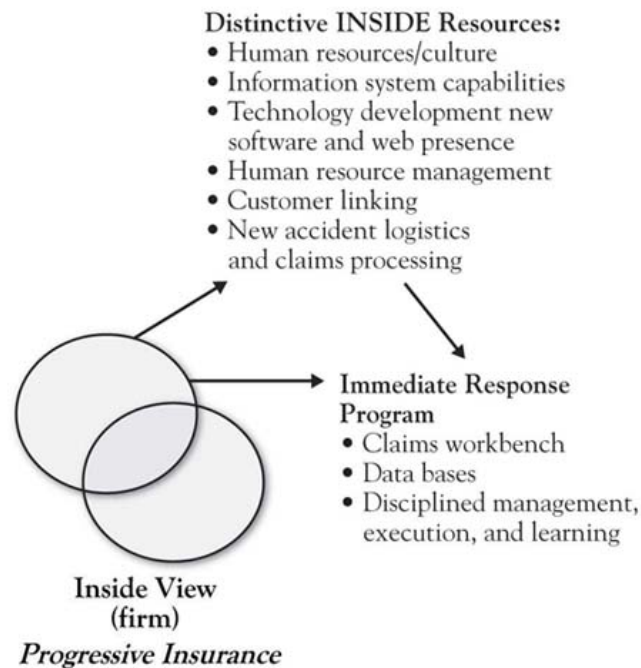 Distinctive INSIDE Resources:
• Human resources/culture
• Information system capabilities
• Technology development new
software and web presence
• Human resource management
• Customer linking
• New accident logistics
and claims processing
Immediate Response
Program
• Claims workbench
• Data bases
• Disciplined management,
execution, and learning
Inside View
(firm)
Progressive Insurance